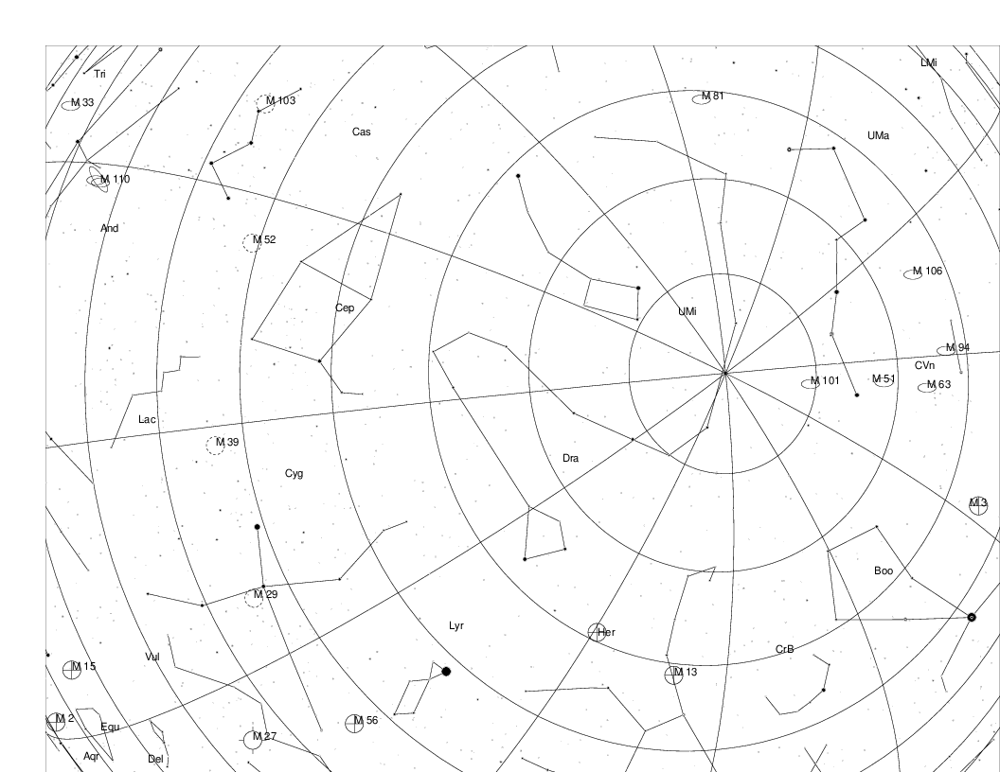 LMi
Tri
M 81
M 33
M 103
Cas
UMa
M 110
And
M 52
M 106
Cep
UMi
M 94
CVn
M 101
M 51
M 63
Lac
M 39
Dra
Cyg
M 3
Boo
M 29
Lyr
Her
CrB
Vul
M 15
M 13
M 2
Equ
M 56
M 27
Aqr
Del